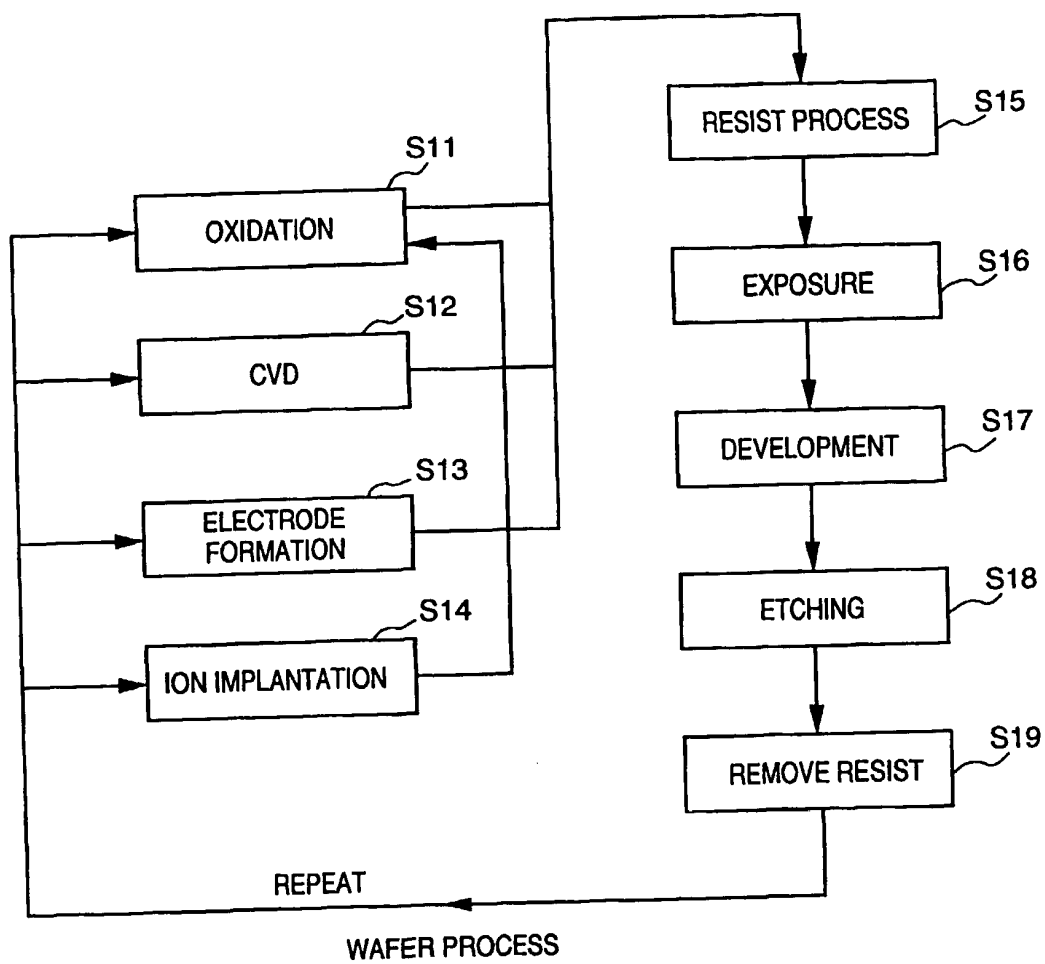 S11
OXIDATION
S12
CVD
S13
ELECTRODE
FORMATION
S14
ION IMPLANTATION
S15
RESIST PROCESS
S16
EXPOSURE
S17
DEVELOPMENT
S18
ETCHING
S19
REMOVE RESIST
REPEAT
WAFER PROCESS